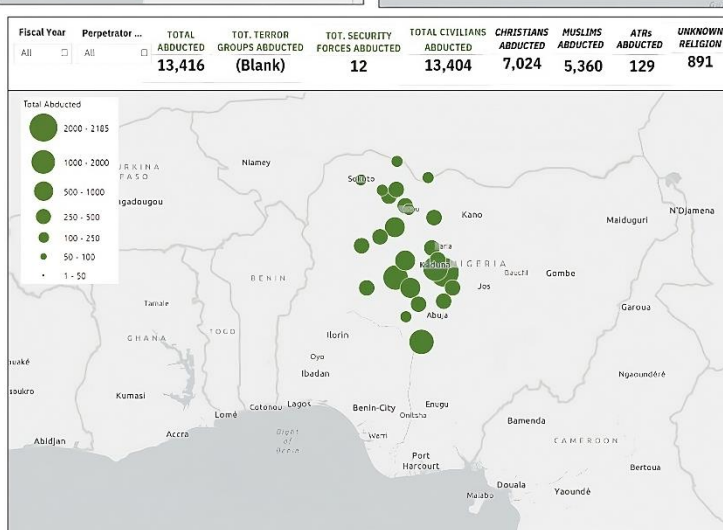 Fiscal Year
All
Perpetrator ...
All
TOTAL
ABDUCTED
13,416
TOT. TERROR
GROUPS ABDUCTED
(Blank)
TOT. SECURITY
FORCES ABDUCTED
12
TOTAL CIVILIANS
ABDUCTED
13,404
CHRISTIANS
ABDUCTED
7,024
MUSLIMS
ABDUCTED
5,360
ATRs
ABDUCTED
129
UNKNOWN
RELIGION
891
Total Abducted
2000 - 2185
1000 - 2000
500 - 1000
250 - 500
100 - 250
50 - 100
1 - 50
URKINA
PASO
agadougou
Niamey
Kano
Maiduguri
N'Djamena
Kaduna
NIGERIA
Bauchi
Gombe
Jos
BENIN
Garoua
Tamale
Abuja
TOGO
GHANA
Ilorin
Oyo
Ibadan
Ngaoundéré
Kumasi
Lomé
Cotonou
Lagos
Benin-City
Enugu
Onitsha
Bamenda
Accra
Abidjan
Warri
CAMEROON
Port
Harcourt
Bertoua
Douala
Yaoundé
Malabo